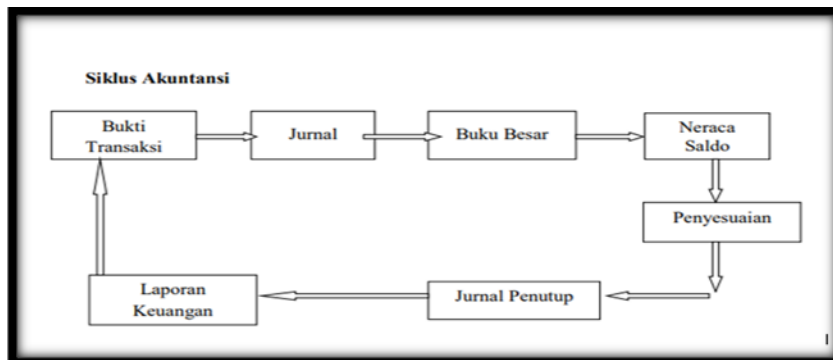 Siklus Akuntansi
Bukti
Transaksi
Jurnal
Buku Besar
Neraca
Saldo
Penyesuaian
Jurnal Penutup
Laporan
Keuangan